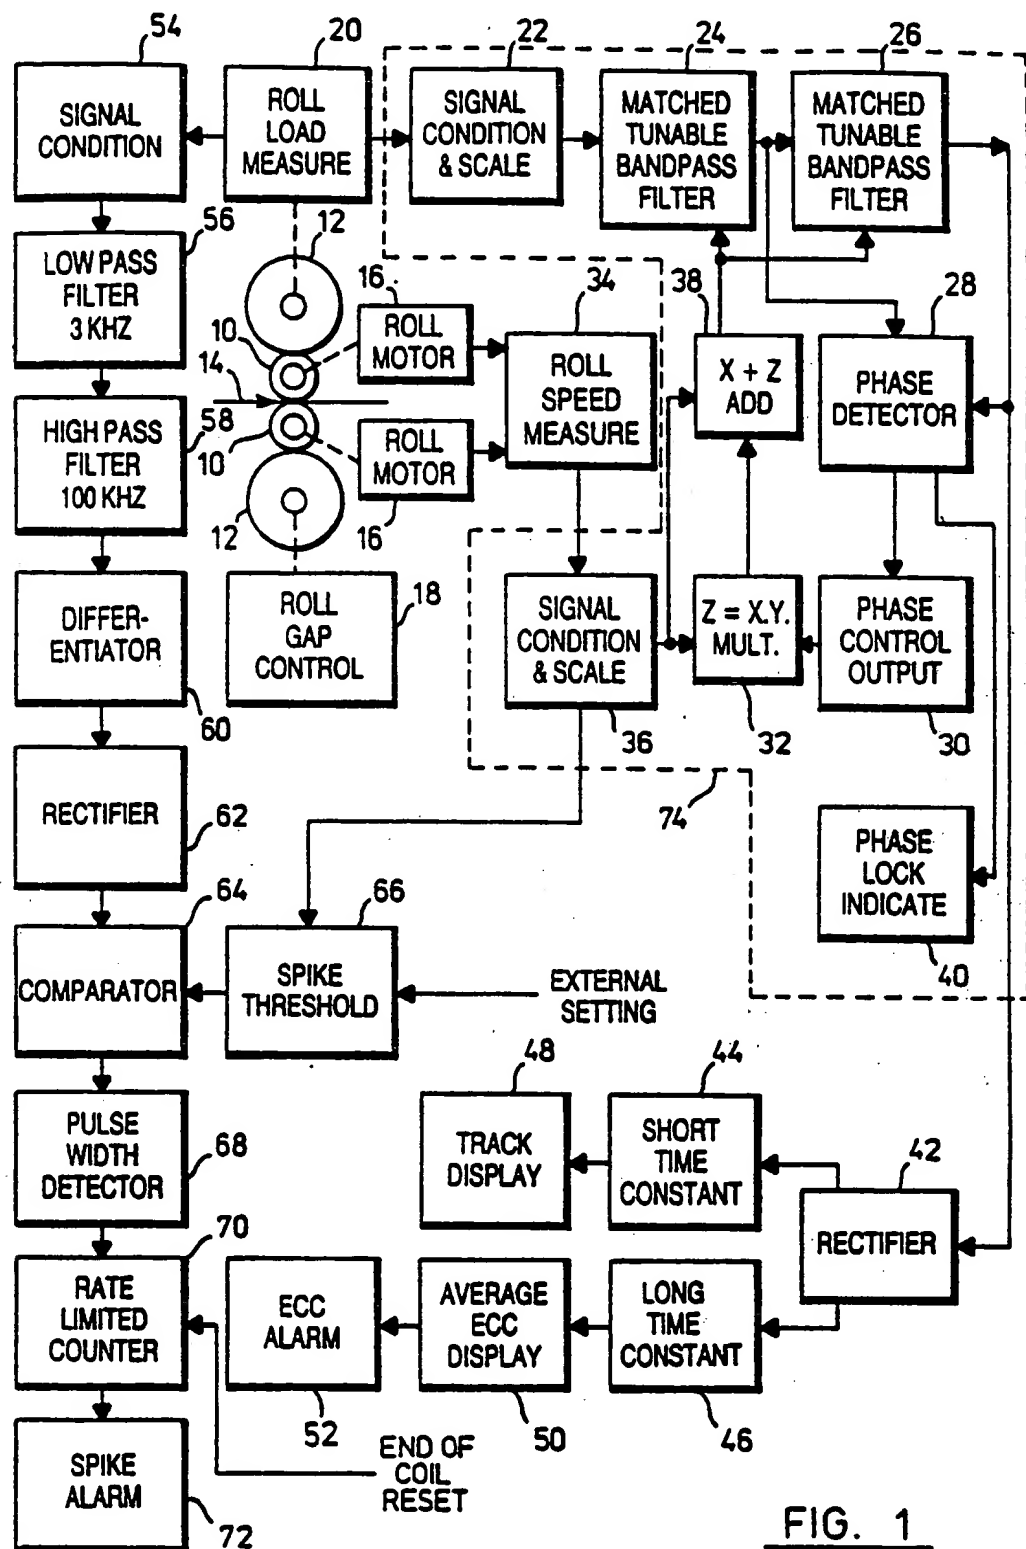 54
20
22
24
26
SIGNAL
CONDITION
ROLL
LOAD
MEASURE
SIGNAL
CONDITION
& SCALE
MATCHED
TUNABLE
BANDPASS
FILTER
MATCHED
TUNABLE
BANDPASS
FILTER
12
56
LOW PASS
FILTER
3 KHZ
16
34
38
28
10
ROLL
MOTOR
14
ROLL
SPEED
MEASURE
X + Z
ADD
PHASE
DETECTOR
58
HIGH PASS
FILTER
100 KHZ
10
ROLL
MOTOR
12
16
DIFFER-
ENTIATOR
ROLL
GAP
CONTROL
18
SIGNAL
CONDITION
& SCALE
Z = X.Y.
MULT.
PHASE
CONTROL
OUTPUT
60
36
32
30
RECTIFIER
62
74
PHASE
LOCK
INDICATE
64
66
40
COMPARATOR
SPIKE
THRESHOLD
EXTERNAL
SETTING
48
44
PULSE
WIDTH
DETECTOR
68
TRACK
DISPLAY
SHORT
TIME
CONSTANT
42
RECTIFIER
70
RATE
LIMITED
COUNTER
ECC
ALARM
AVERAGE
ECC
DISPLAY
LONG
TIME
CONSTANT
52
50
46
END OF
COIL
RESET
SPIKE
ALARM
72
FIG. 1